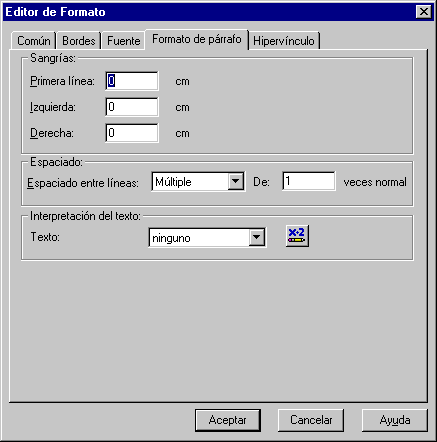 Editor de Formato
Común Bordes Fuente Formato de párrafo Hipervínculo
Sangrías:
Primera línea: 0 cm
Izquierda: 0 cm
Derecha: 0 cm
Espaciado:
Espaciado entre líneas: Múltiple De: 1 veces normal
Interpretación del texto:
Texto: ninguno X+2
Aceptar Cancelar Ayuda